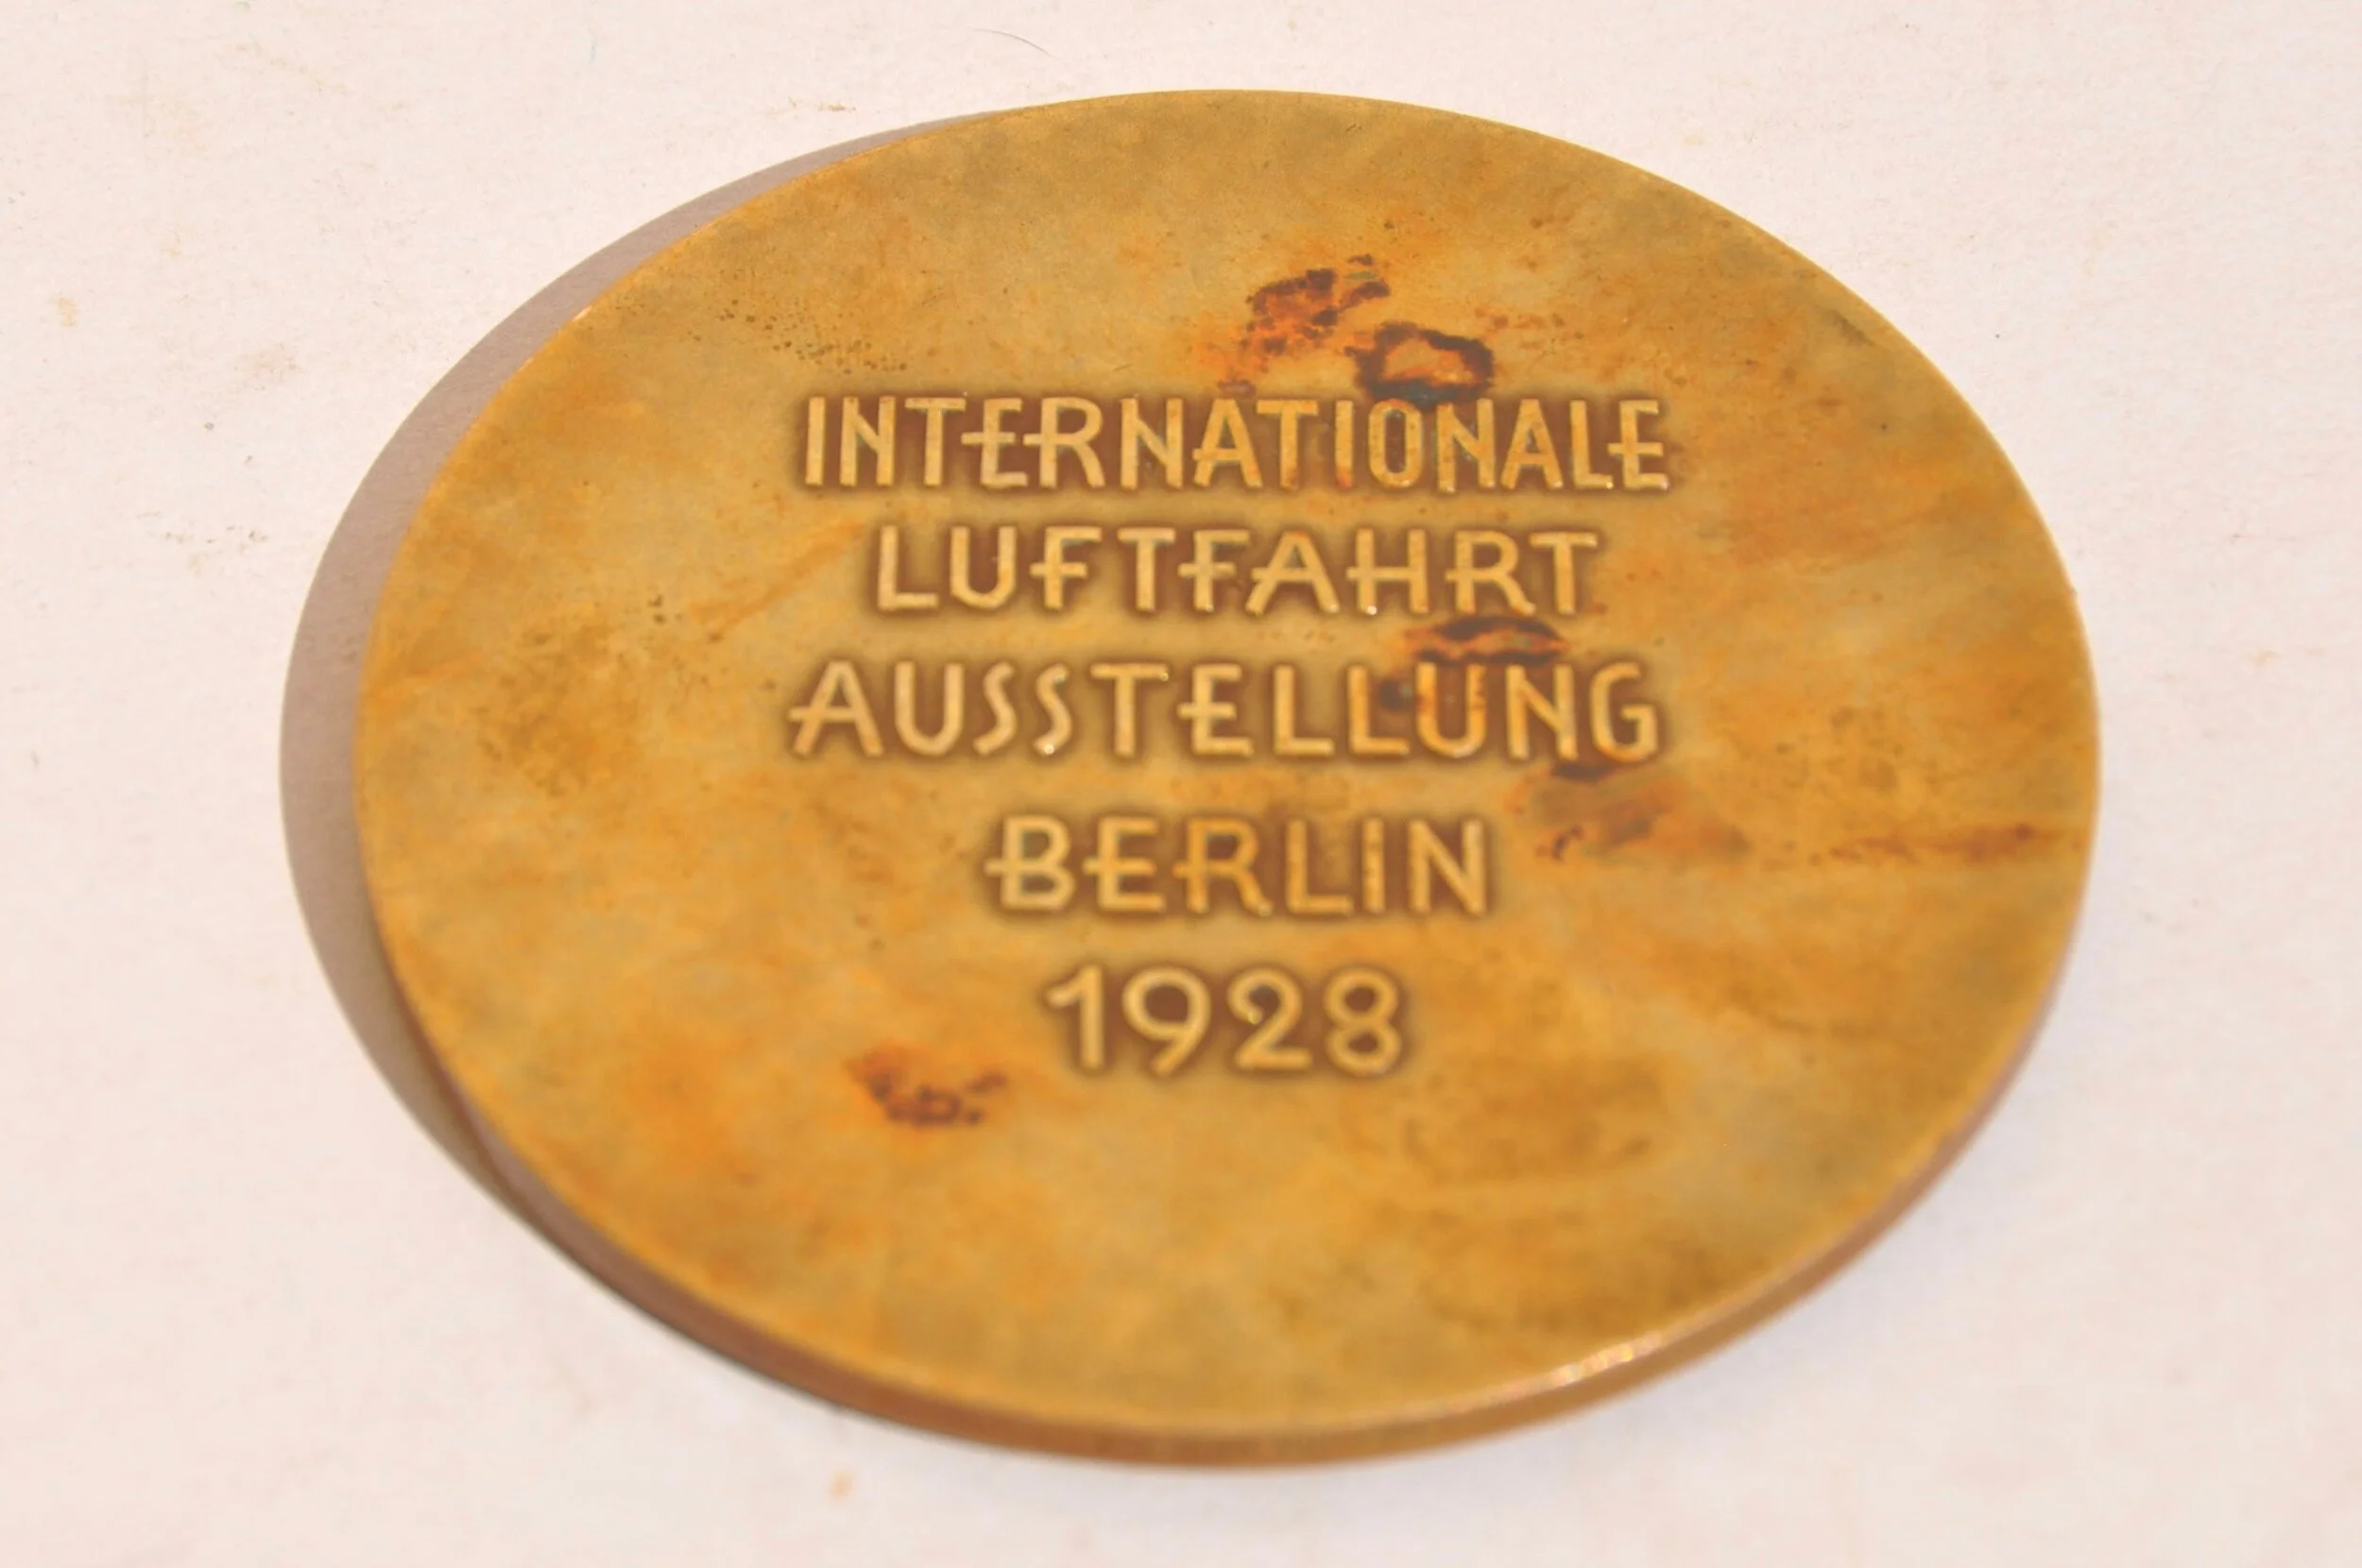 INTERNATIONALE
LUFTFAHRT
AUSSTELLUNG
BERLIN
1928